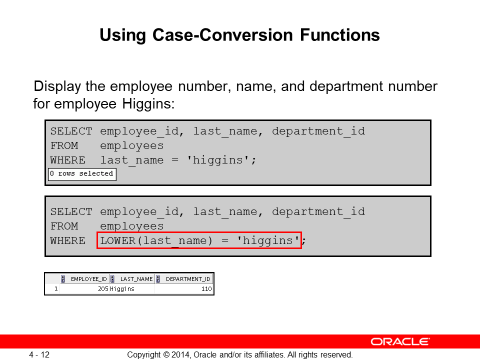 Using Case-Conversion Functions
Display the employee number, name, and department number
for employee Higgins:
SELECT employee_id, last_name, department_id
FROM   employees
WHERE  last_name = 'higgins';
0 rows selected
SELECT employee_id, last_name, department_id
FROM   employees
WHERE  LOWER(last_name) = 'higgins';
EMPLOYEE_ID LAST_NAME DEPARTMENT_ID
1 205 Higgins 110
ORACLE
4 - 12 Copyright © 2014, Oracle and/or its affiliates. All rights reserved.